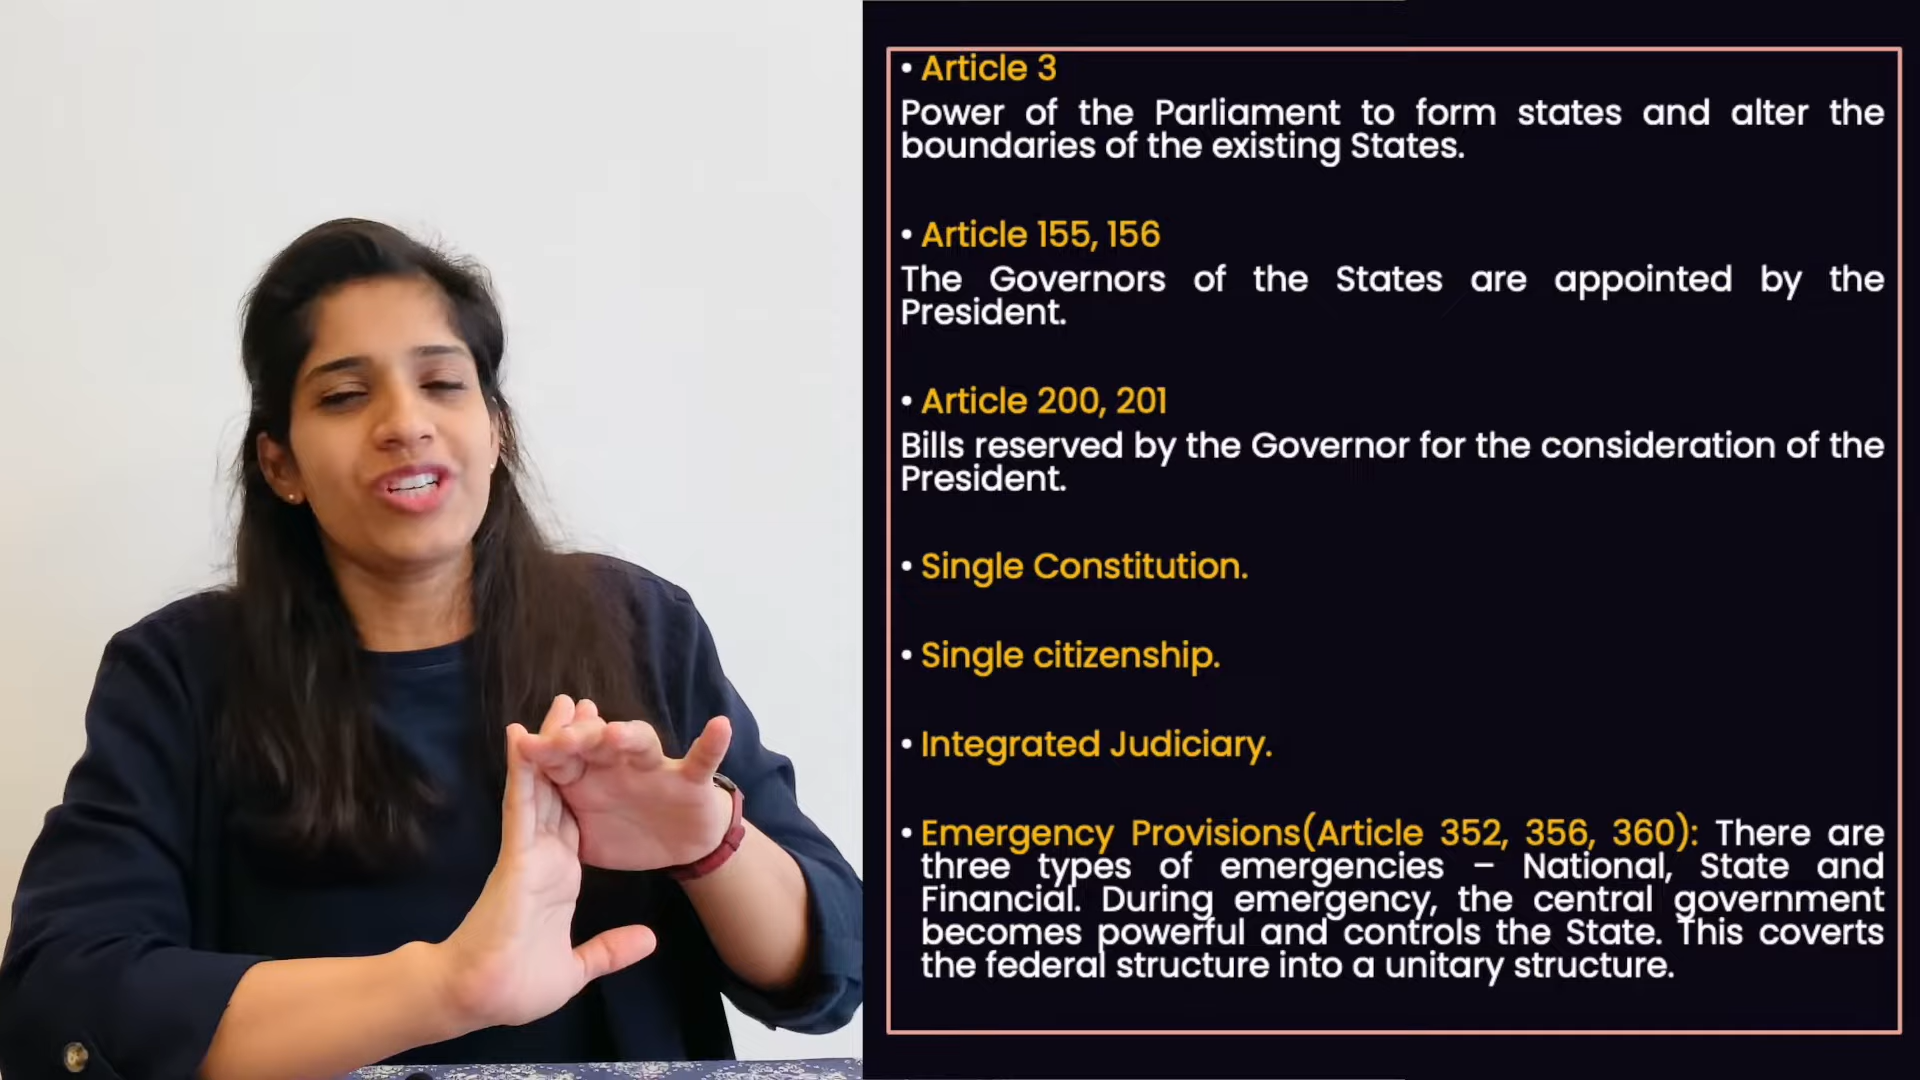 • Article 3
Power of the Parliament to form states and alter the
boundaries of the existing States.
• Article 155, 156
The Governors of the States are appointed by the
President.
• Article 200, 201
Bills reserved by the Governor for the consideration of the
President.
• Single Constitution.
• Single citizenship.
• Integrated Judiciary.
• Emergency Provisions(Article 352, 356, 360): There are
three types of emergencies – National, State and
Financial. During emergency, the central government
becomes powerful and controls the State. This coverts
the federal structure into a unitary structure.